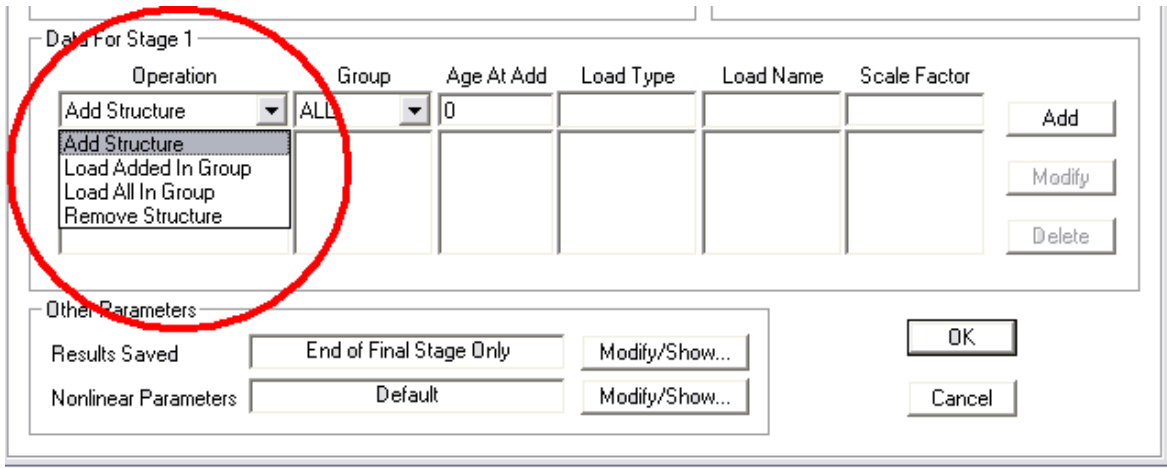 Data For Stage 1
Operation Group Age At Add Load Type Load Name Scale Factor
Add Structure ALL 0 Add
Add Structure
Load Added In Group
Load All In Group Modify
Remove Structure
Delete
Other Parameters
Results Saved End of Final Stage Only Modify/Show... OK
Nonlinear Parameters Default Modify/Show... Cancel